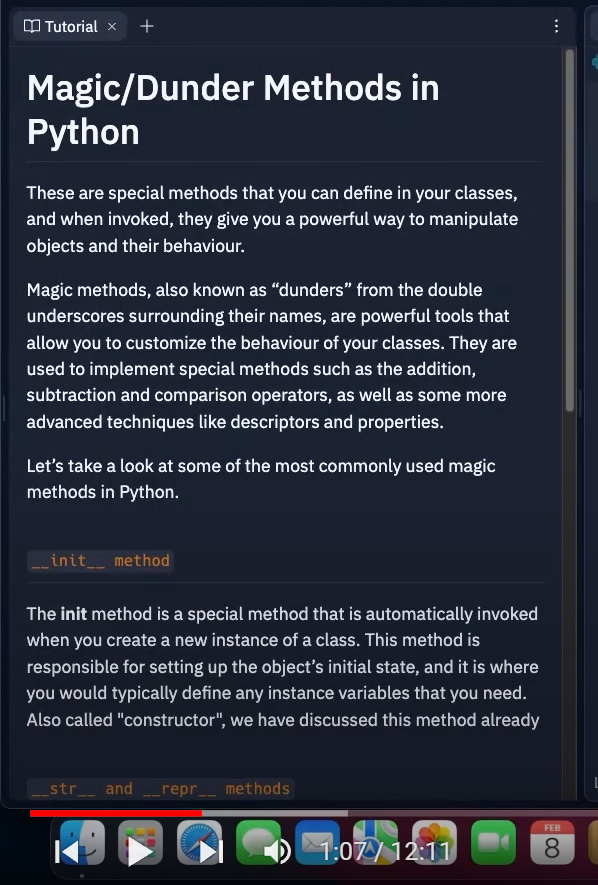 Tutorial
Magic/Dunder Methods in
Python
These are special methods that you can define in your classes,
and when invoked, they give you a powerful way to manipulate
objects and their behaviour.
Magic methods, also known as “dunders” from the double
underscores surrounding their names, are powerful tools that
allow you to customize the behaviour of your classes. They are
used to implement special methods such as the addition,
subtraction and comparison operators, as well as some more
advanced techniques like descriptors and properties.
Let’s take a look at some of the most commonly used magic
methods in Python.
__init__ method
The init method is a special method that is automatically invoked
when you create a new instance of a class. This method is
responsible for setting up the object’s initial state, and it is where
you would typically define any instance variables that you need.
Also called "constructor", we have discussed this method already
__str__ and __repr__ methods
1:07 / 12:11
FEB
8